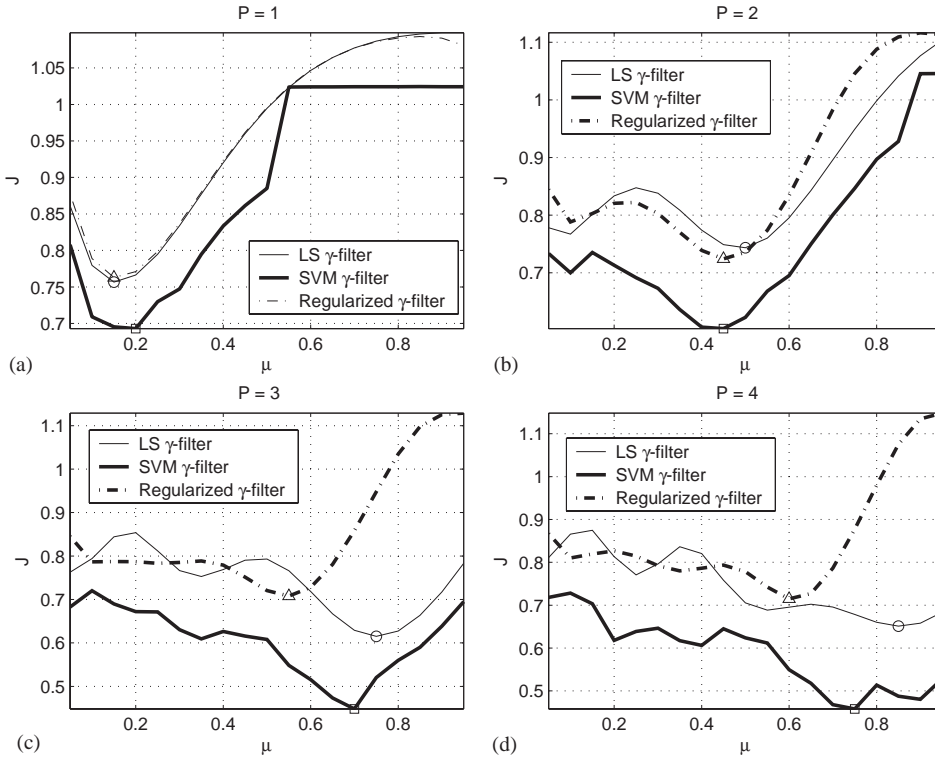 P = 1
1.05
1
0.95
0.9
0.85
0.8
0.75
0.7
J
LS γ-filter
SVM γ-filter
Regularized γ-filter
0.2 0.4 0.6 0.8
μ
(a)
P = 2
1.1
1
0.9
0.8
0.7
J
LS γ-filter
SVM γ-filter
Regularized γ-filter
0.2 0.4 0.6 0.8
μ
(b)
P = 3
1.1
1
0.9
0.8
0.7
0.6
0.5
J
LS γ-filter
SVM γ-filter
Regularized γ-filter
0.2 0.4 0.6 0.8
μ
(c)
P = 4
1.1
1
0.9
0.8
0.7
0.6
0.5
J
LS γ-filter
SVM γ-filter
Regularized γ-filter
0.2 0.4 0.6 0.8
μ
(d)